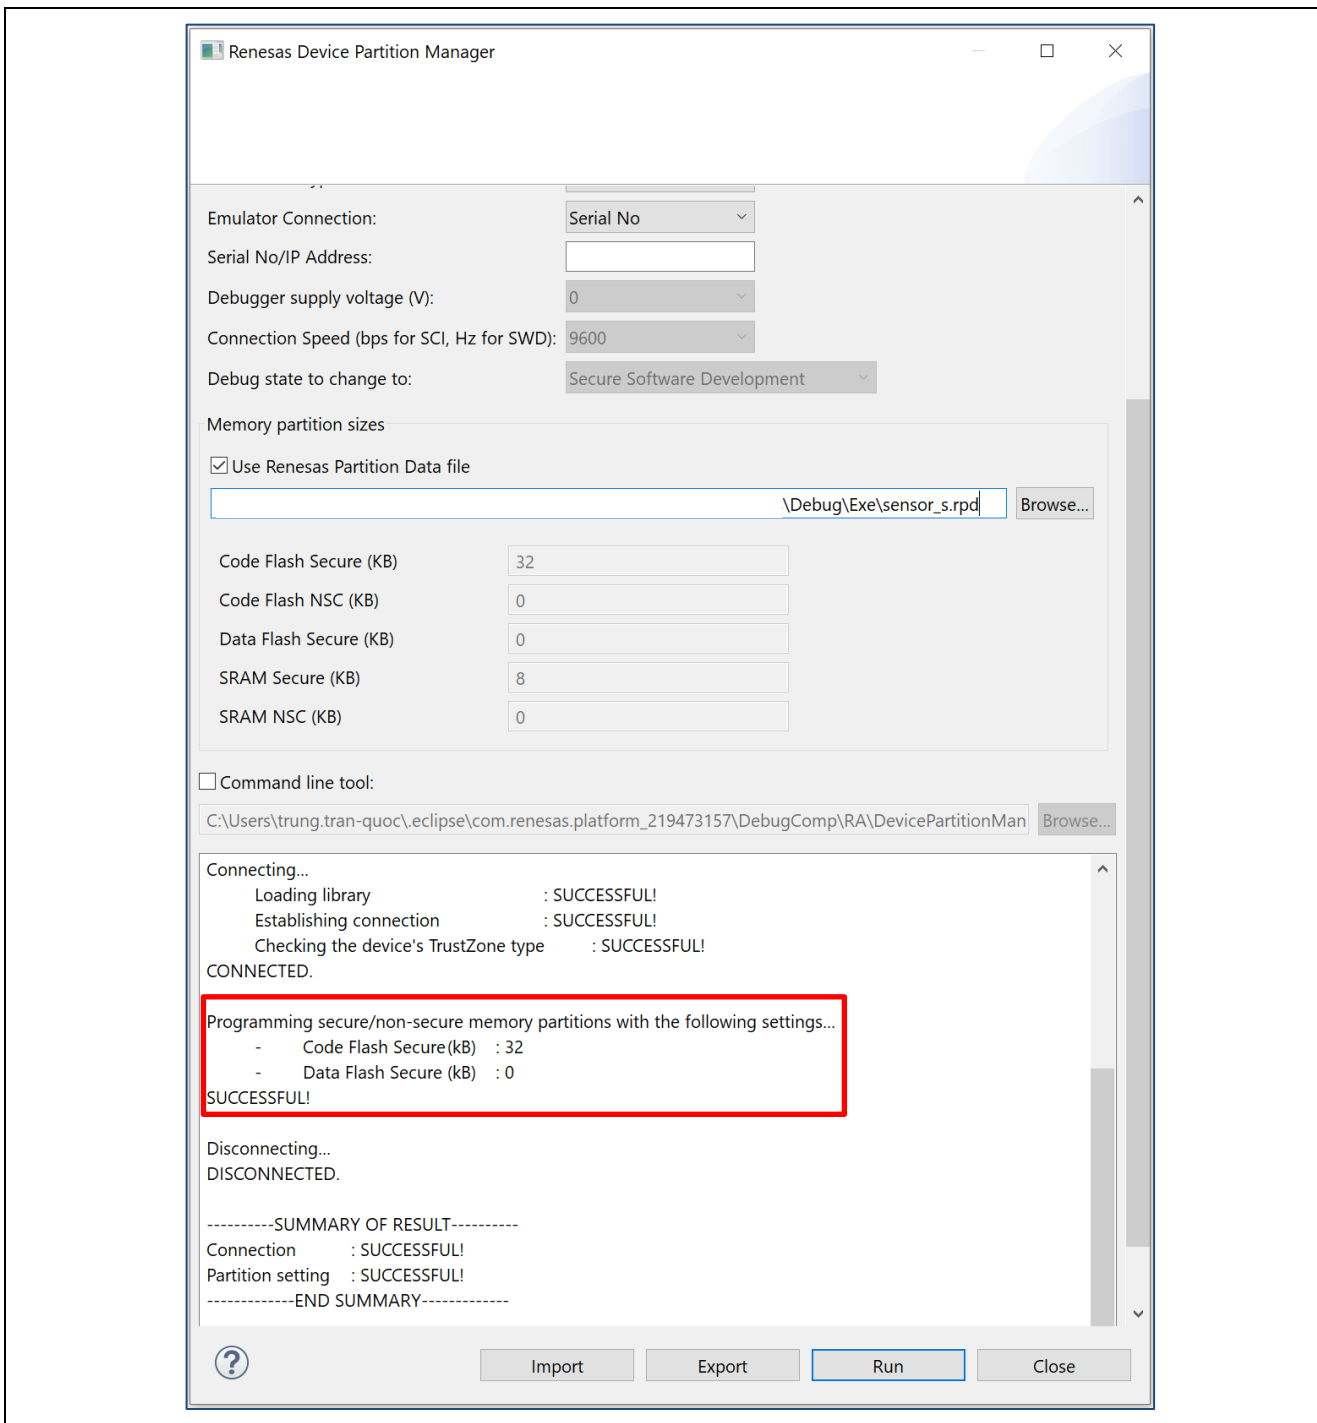 Renesas Device Partition Manager
Emulator Connection: Serial No
Serial No/IP Address:
Debugger supply voltage (V): 0
Connection Speed (bps for SCI, Hz for SWD): 9600
Debug state to change to: Secure Software Development
Memory partition sizes
Use Renesas Partition Data file
\Debug\Exe\sensor_s.rpd Browse...
Code Flash Secure (KB) 32
Code Flash NSC (KB) 0
Data Flash Secure (KB) 0
SRAM Secure (KB) 8
SRAM NSC (KB) 0
Command line tool:
C:\Users\trung.tran-quoc\.eclipse\com.renesas.platform_219473157\DebugComp\RA\DevicePartitionMan Browse...
Connecting...
Loading library : SUCCESSFUL!
Establishing connection : SUCCESSFUL!
Checking the device's TrustZone type : SUCCESSFUL!
CONNECTED.
Programming secure/non-secure memory partitions with the following settings...
- Code Flash Secure(kB) : 32
- Data Flash Secure (kB) : 0
SUCCESSFUL!
Disconnecting...
DISCONNECTED.
----------SUMMARY OF RESULT----------
Connection : SUCCESSFUL!
Partition setting : SUCCESSFUL!
-------------END SUMMARY-------------
? Import Export Run Close